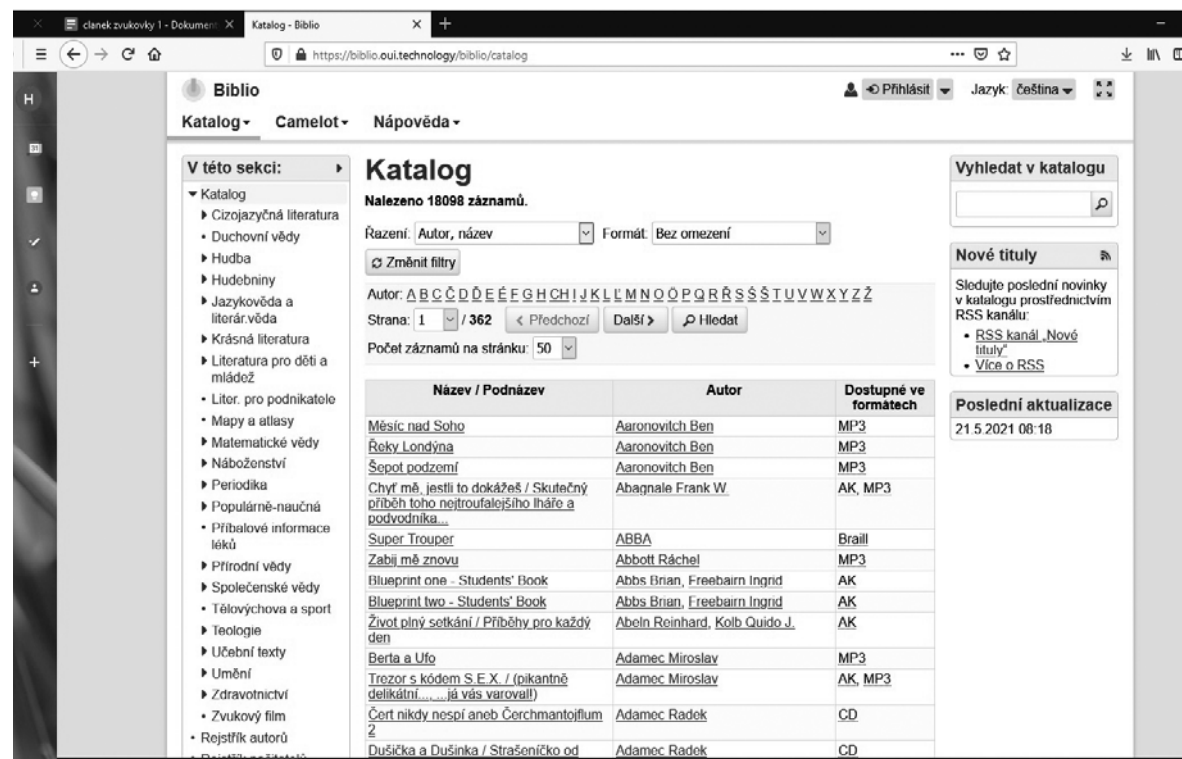 clanek zvukovky 1 - Dokument
Katalog - Biblio
https://biblio.oui.technology/biblio/catalog
H
31
Biblio
Přihlásit
Jazyk: čeština
Katalog
Camelot
Nápověda
V této sekci:
Katalog
Cizojazyčná literatura
Duchovní vědy
Hudba
Hudebniny
Jazykověda a
literár.věda
Krásná literatura
Literatura pro děti a
mládež
Liter. pro podnikatele
Mapy a atlasy
Matematické vědy
Náboženství
Periodika
Populárně-naučná
Příbalové informace
léků
Přírodní vědy
Společenské vědy
Tělovýchova a sport
Teologie
Učební texty
Umění
Zdravotnictví
Zvukový film
Rejstřík autorů
Katalog
Nalezeno 18098 záznamů.
Řazení: Autor, název Formát: Bez omezení
Změnit filtry
Autor: A B C Č D Ď E É F G H CH I J K L Ľ M N O Ö P Q R Ř S Š Ś T U V W X Y Z Ž
Strana: 1 / 362 Předchozí Další Hledat
Počet záznamů na stránku: 50
Název / Podnázev Autor Dostupné ve
formátech
Měsíc nad Soho Aaronovitch Ben MP3
Řeky Londýna Aaronovitch Ben MP3
Šepot podzemí Aaronovitch Ben MP3
Chyť mě, jestli to dokážeš / Skutečný Abagnale Frank W. AK, MP3
příběh toho nejtroufalejšího lháře a
podvodníka...
Super Trouper ABBA Braill
Zabij mě znovu Abbott Ráchel MP3
Blueprint one - Students' Book Abbs Brian, Freebairn Ingrid AK
Blueprint two - Students' Book Abbs Brian, Freebairn Ingrid AK
Život plný setkání / Příběhy pro každý Abeln Reinhard, Kolb Quido J. AK
den
Berta a Ufo Adamec Miroslav MP3
Trezor s kódem S.E.X. / (pikantně Adamec Miroslav AK, MP3
delikátní..., ...já vás varoval!)
Čert nikdy nespí aneb Čerchmantojflum Adamec Radek CD
2
Dušička a Dušinka / Strašeníčko od Adamec Radek CD
Vyhledat v katalogu
Nové tituly
Sledujte poslední novinky
v katalogu prostřednictvím
RSS kanálu:
RSS kanál „Nové
tituly"
Více o RSS
Poslední aktualizace
21.5.2021 08:18